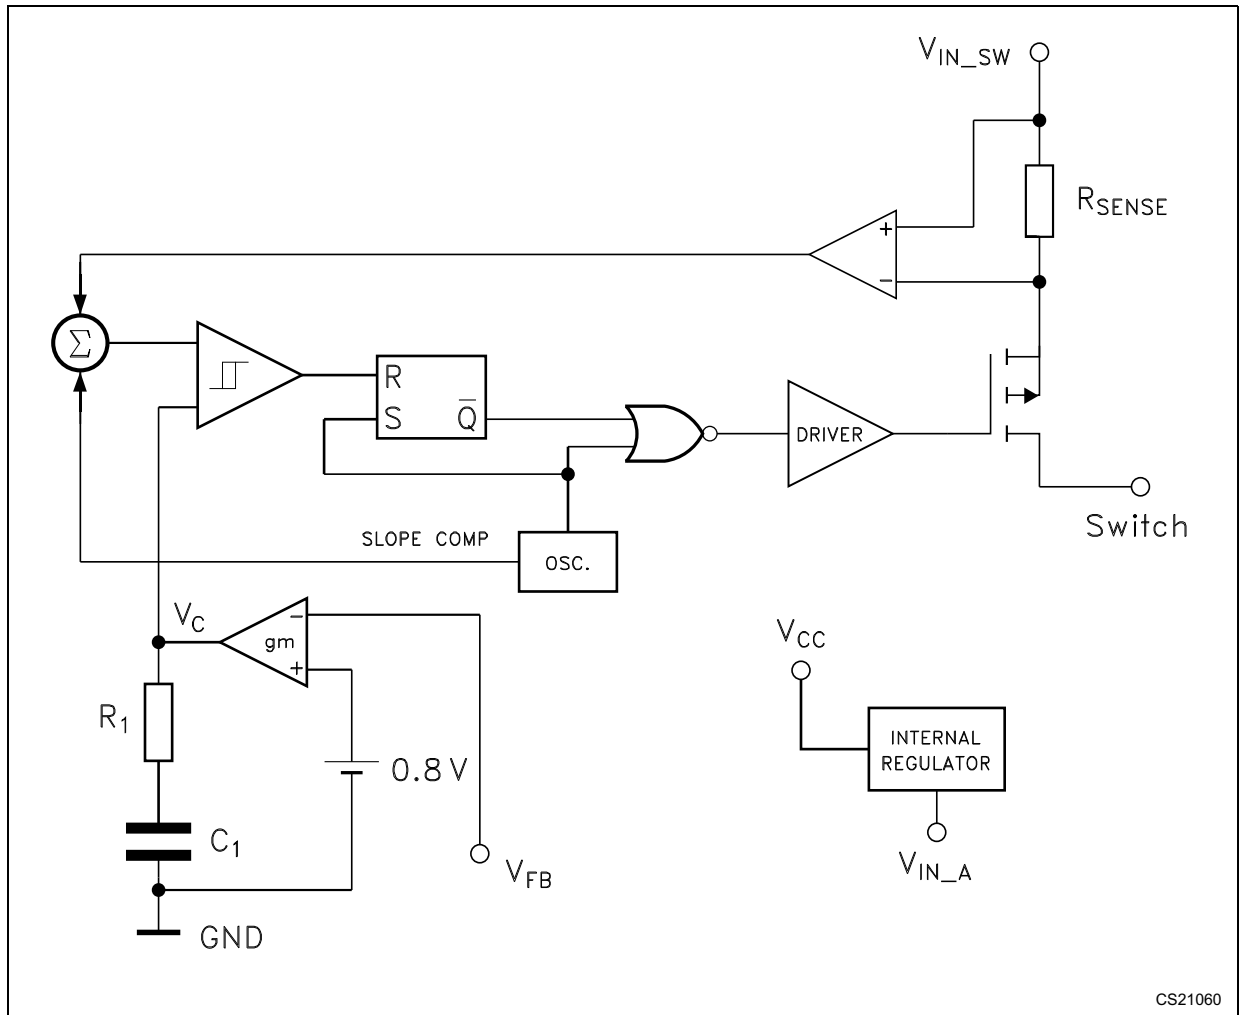 V_IN_SW
R_SENSE
+
−
Σ
R
S
Q̅
DRIVER
Switch
SLOPE COMP
OSC.
V_C
gm
−
+
V_CC
R_1
INTERNAL
REGULATOR
0.8 V
C_1
V_FB
V_IN_A
GND
CS21060